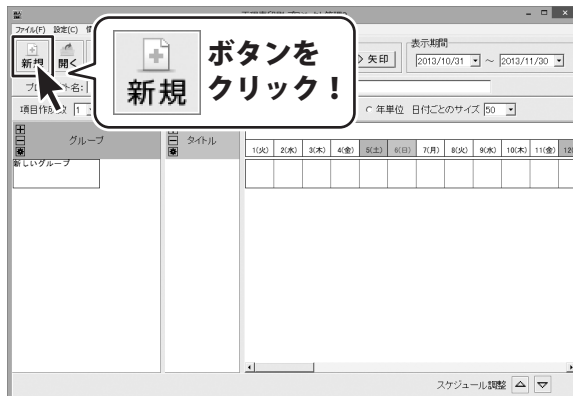 ファイル(F) 設定(C)
新規 開く
新規 ボタンを
クリック！
矢印
表示期間
2013/10/31 ～ 2013/11/30
項目作成数 1
年単位 日付ごとのサイズ 50
グループ
タイトル
1(火) 2(水) 3(木) 4(金) 5(土) 6(日) 7(月) 8(火) 9(水) 10(木) 11(金)
新しいグループ
スケジュール調整